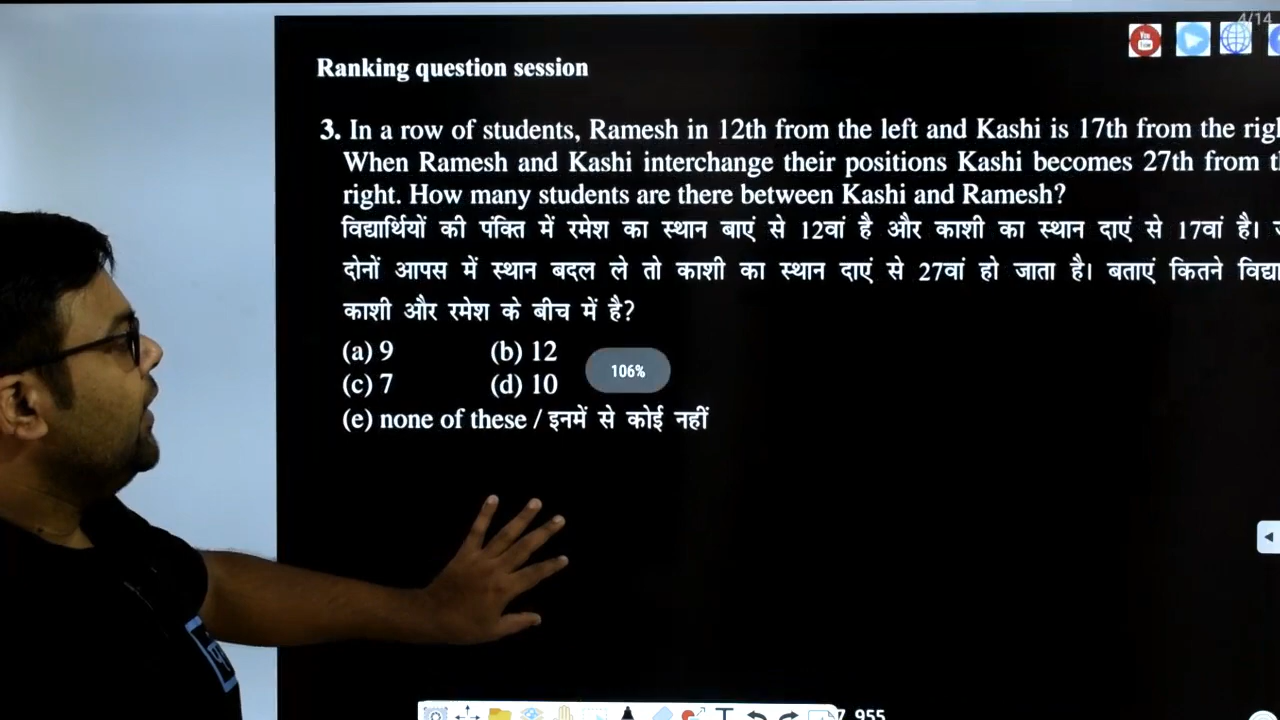 4/14
Ranking question session
3. In a row of students, Ramesh in 12th from the left and Kashi is 17th from the
When Ramesh and Kashi interchange their positions Kashi becomes 27th from
right. How many students are there between Kashi and Ramesh?
विद्यार्थियों की पंक्ति में रमेश का स्थान बाएं से 12वां है और काशी का स्थान दाएं से 17वां है।
दोनों आपस में स्थान बदल ले तो काशी का स्थान दाएं से 27वां हो जाता है। बताएं कितने
काशी और रमेश के बीच में है?
(a) 9 (b) 12
106%
(c) 7 (d) 10
(e) none of these / इनमें से कोई नहीं
955